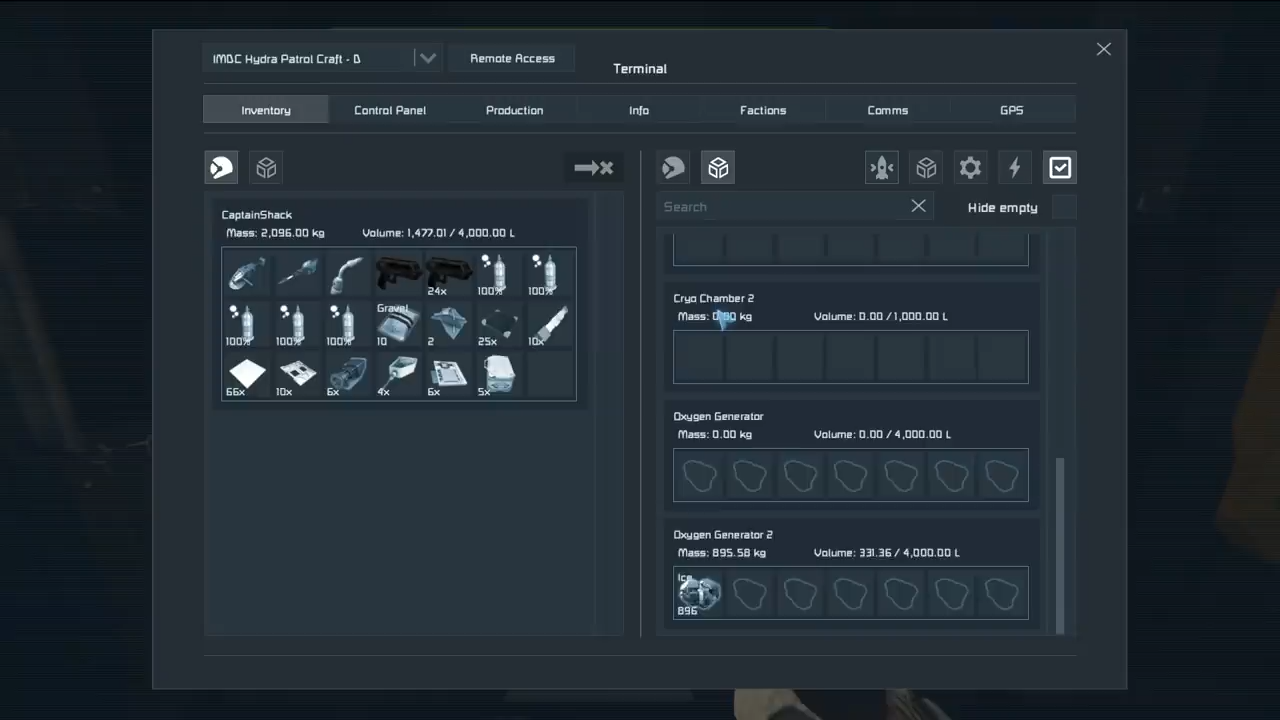 IMDC Hydra Patrol Craft - D
Remote Access
Terminal
Inventory
Control Panel
Production
Info
Factions
Comms
GPS
Search
Hide empty
CaptainShack
Mass: 2,096.00 kg
Volume: 1,477.01 / 4,000.00 L
24x
100%
100%
100%
100%
100%
Gravel
10
2
25x
10x
66x
10x
6x
4x
6x
5x
Cryo Chamber 2
Mass: 0.00 kg
Volume: 0.00 / 1,000.00 L
Oxygen Generator
Mass: 0.00 kg
Volume: 0.00 / 4,000.00 L
Oxygen Generator 2
Mass: 895.58 kg
Volume: 331.36 / 4,000.00 L
Ice
896